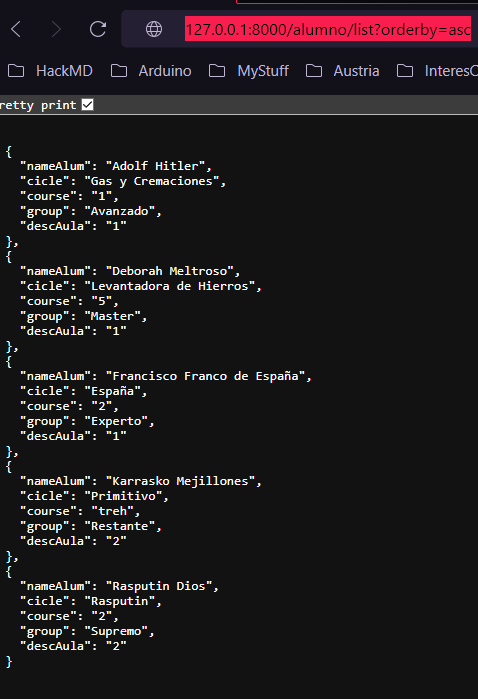 127.0.0.1:8000/alumno/list?orderby=asc
HackMD Arduino MyStuff Austria
retty print
{
"nameAlum": "Adolf Hitler",
"cicle": "Gas y Cremaciones",
"course": "1",
"group": "Avanzado",
"descAula": "1"
},
{
"nameAlum": "Deborah Meltroso",
"cicle": "Levantadora de Hierros",
"course": "5",
"group": "Master",
"descAula": "1"
},
{
"nameAlum": "Francisco Franco de España",
"cicle": "España",
"course": "2",
"group": "Experto",
"descAula": "1"
},
{
"nameAlum": "Karrasko Mejillones",
"cicle": "Primitivo",
"course": "treh",
"group": "Restante",
"descAula": "2"
},
{
"nameAlum": "Rasputin Dios",
"cicle": "Rasputin",
"course": "2",
"group": "Supremo",
"descAula": "2"
}